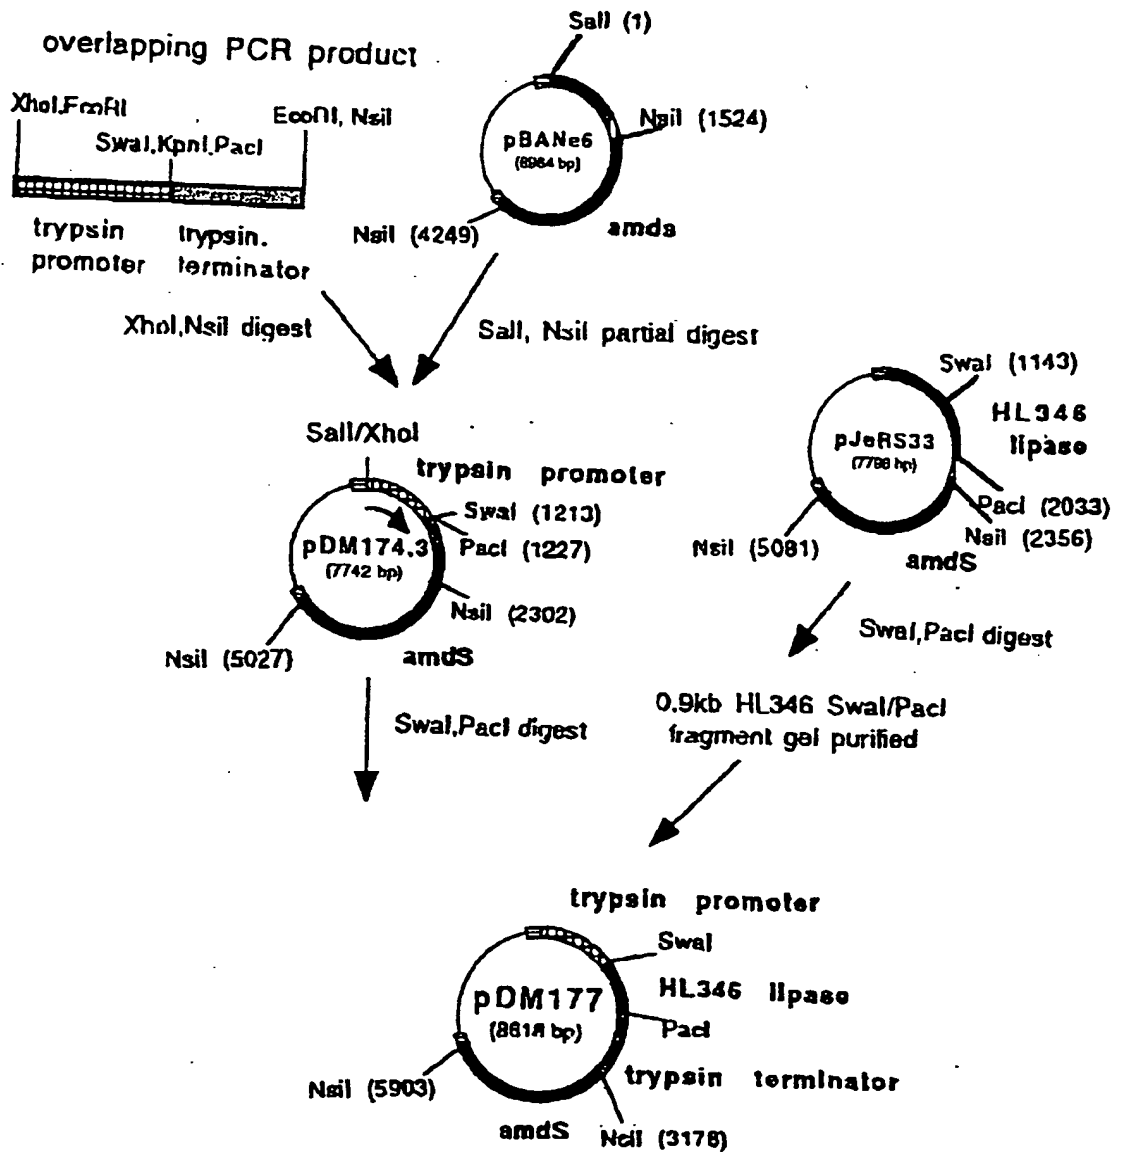 overlapping PCR product
XhoI,EcoRI
EcoRI, NsiI
SwaI,KpnI,PacI
trypsin promoter
trypsin. terminator
SalI (1)
NsiI (1524)
pBANe6
(6964 bp)
NsiI (4249)
amds
XhoI,NsiI digest
SalI, NsiI partial digest
SalI/XhoI
trypsin promoter
SwaI (1213)
PacI (1227)
pDM174.3
(7742 bp)
NsiI (2302)
NsiI (5027)
amdS
SwaI (1143)
HL346
lipase
pJeRS33
(7798 bp)
PacI (2033)
NsiI (2356)
NsiI (5081)
amdS
SwaI,PacI digest
SwaI,PacI digest
0.9kb HL346 SwaI/PacI
fragment gel purified
trypsin promoter
SwaI
HL346 lipase
pDM177
(8618 bp)
PacI
trypsin terminator
NsiI (5903)
amdS
NsiI (3178)